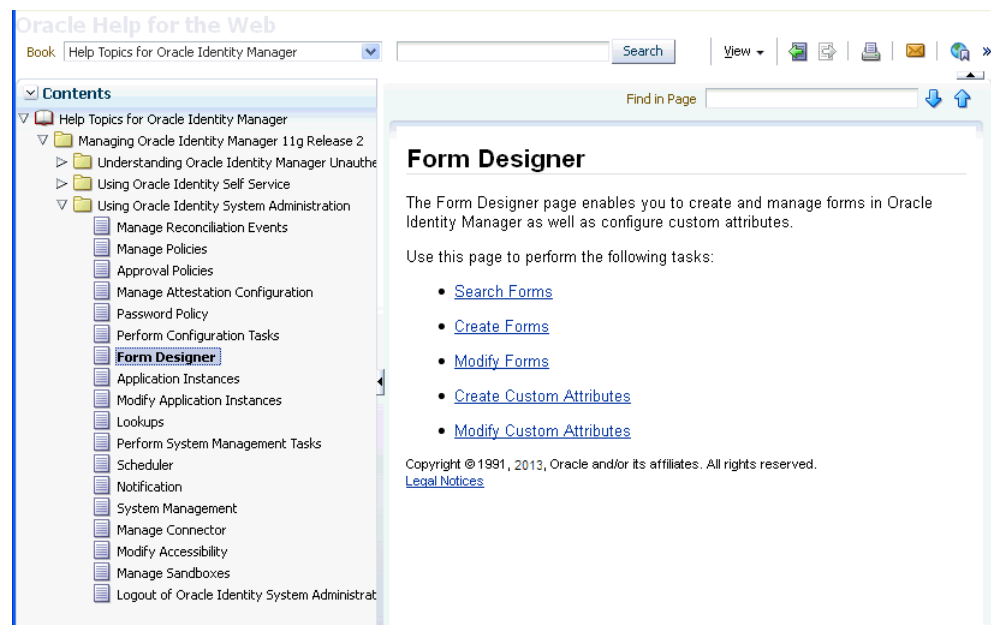 Oracle Help for the Web
Book Help Topics for Oracle Identity Manager Search View »
Contents
Find in Page
Help Topics for Oracle Identity Manager
Managing Oracle Identity Manager 11g Release 2
Understanding Oracle Identity Manager Unauthe
Using Oracle Identity Self Service
Using Oracle Identity System Administration
Manage Reconciliation Events
Manage Policies
Approval Policies
Manage Attestation Configuration
Password Policy
Perform Configuration Tasks
Form Designer
Application Instances
Modify Application Instances
Lookups
Perform System Management Tasks
Scheduler
Notification
System Management
Manage Connector
Modify Accessibility
Manage Sandboxes
Logout of Oracle Identity System Administrat
Form Designer
The Form Designer page enables you to create and manage forms in Oracle
Identity Manager as well as configure custom attributes.
Use this page to perform the following tasks:
• Search Forms
• Create Forms
• Modify Forms
• Create Custom Attributes
• Modify Custom Attributes
Copyright © 1991, 2013, Oracle and/or its affiliates. All rights reserved.
Legal Notices